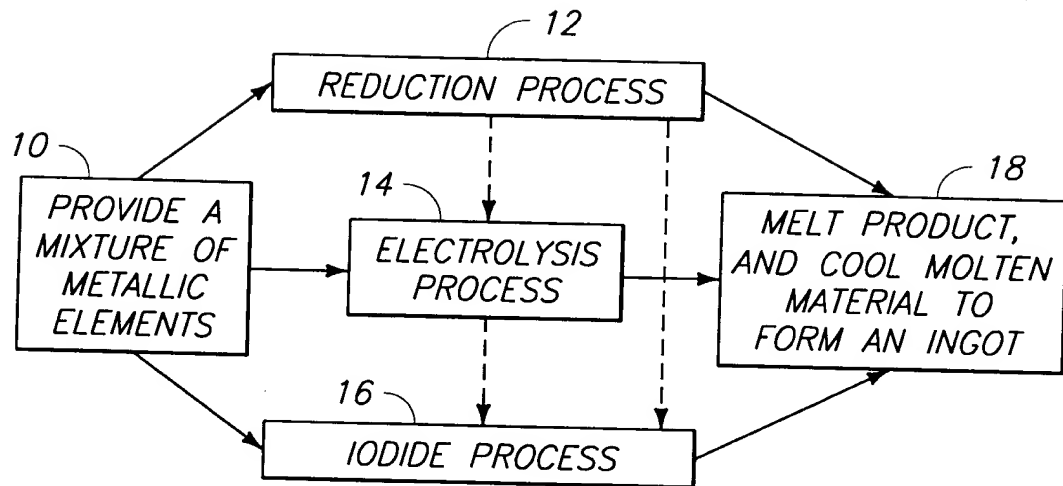 12
REDUCTION PROCESS
10
PROVIDE A
MIXTURE OF
METALLIC
ELEMENTS
14
ELECTROLYSIS
PROCESS
18
MELT PRODUCT,
AND COOL MOLTEN
MATERIAL TO
FORM AN INGOT
16
IODIDE PROCESS